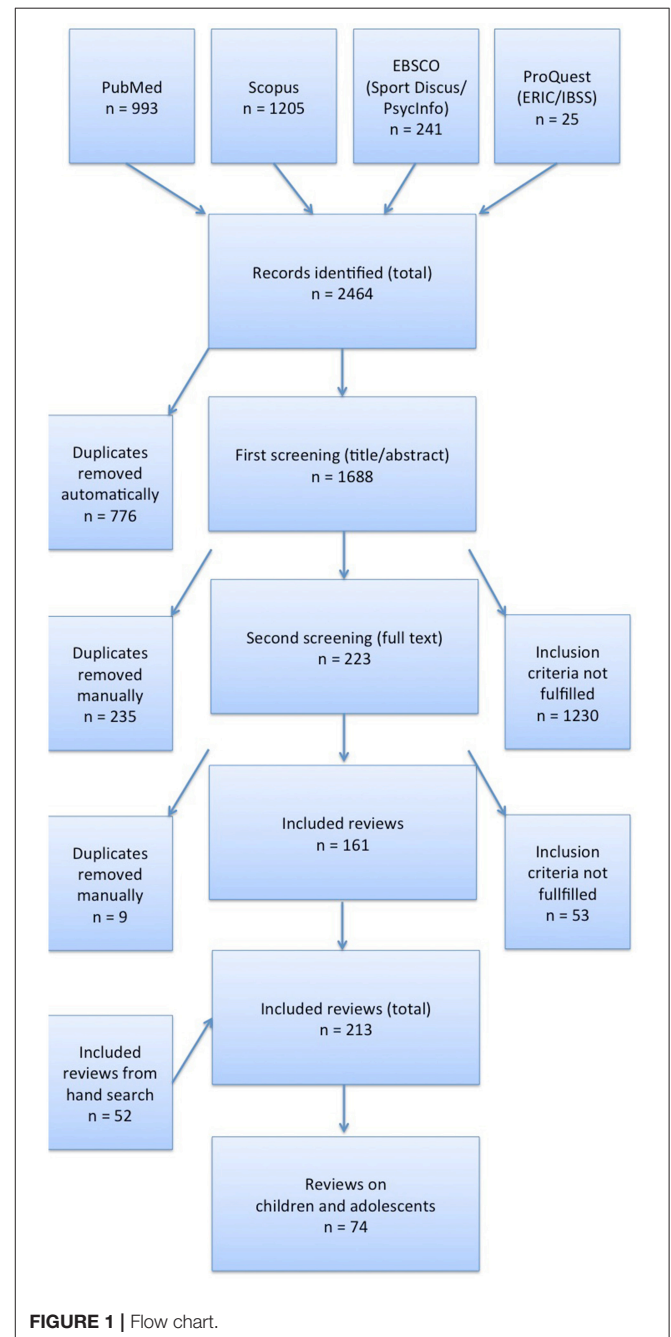 PubMed
n = 993
Scopus
n = 1205
EBSCO
(Sport Discus/
PsycInfo)
n = 241
ProQuest
(ERIC/IBSS)
n = 25
Records identified (total)
n = 2464
Duplicates
removed
automatically
n = 776
First screening (title/abstract)
n = 1688
Duplicates
removed
manually
n = 235
Second screening (full text)
n = 223
Inclusion
criteria not
fulfilled
n = 1230
Duplicates
removed
manually
n = 9
Included reviews
n = 161
Inclusion
criteria not
fullfilled
n = 53
Included reviews (total)
n = 213
Included
reviews from
hand search
n = 52
Reviews on
children and adolescents
n = 74
FIGURE 1 | Flow chart.